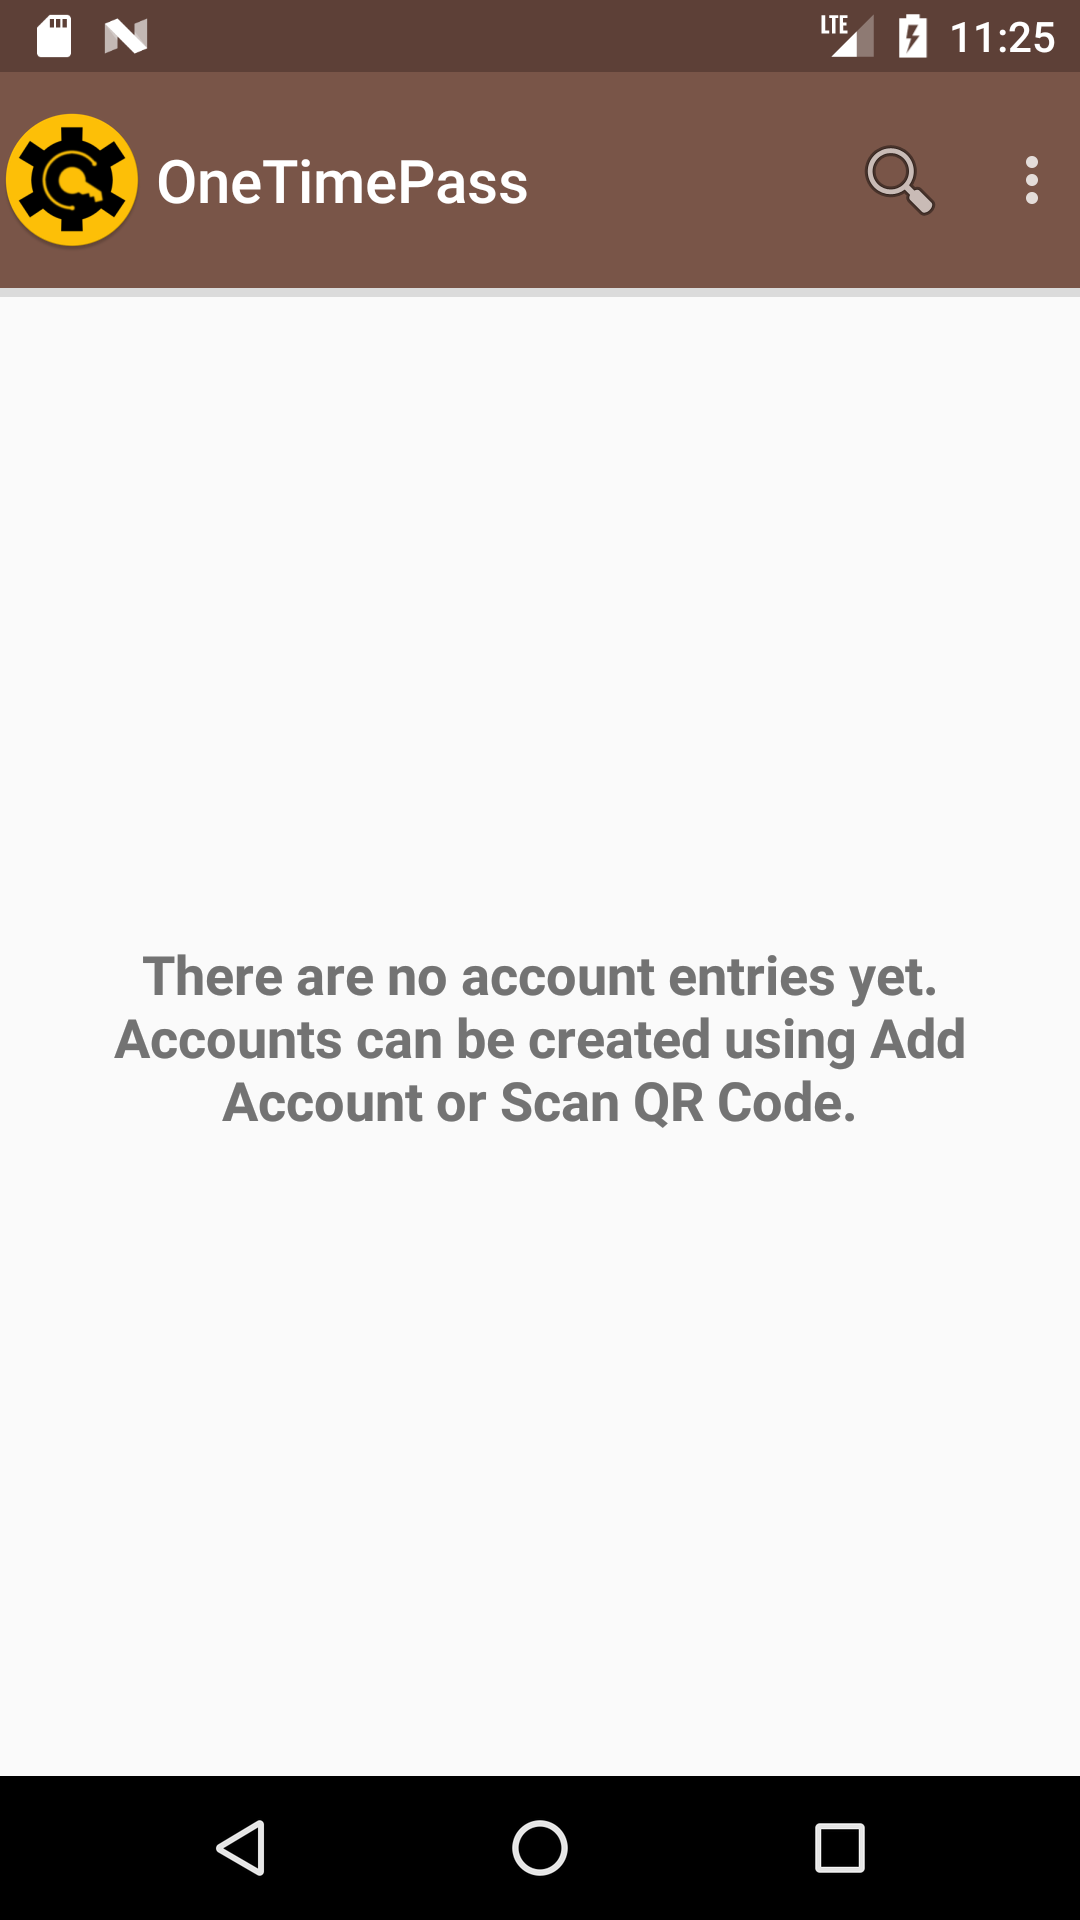 LTE 11:25
OneTimePass
There are no account entries yet.
Accounts can be created using Add
Account or Scan QR Code.